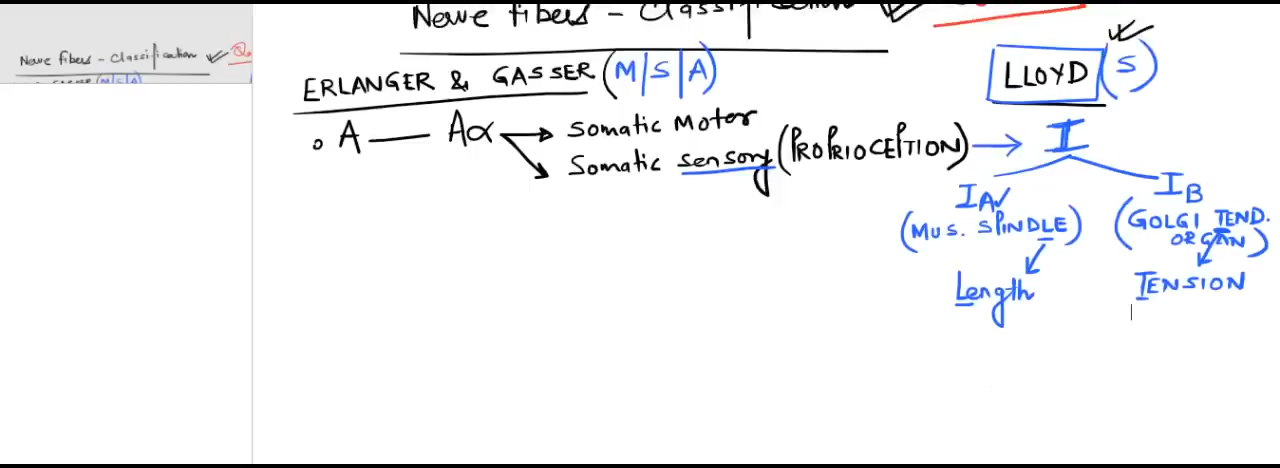 Nerve fibers - Classification
Nerve fibers - Classification
ERLANGER & GASSER (M/S/A)
LLOYD (S)
A — Aα → Somatic Motor
Somatic sensory (PROPRIOCEPTION) → I
IA
IB
(MUS. SPINDLE)
(GOLGI TEND. ORGAN)
Length
TENSION